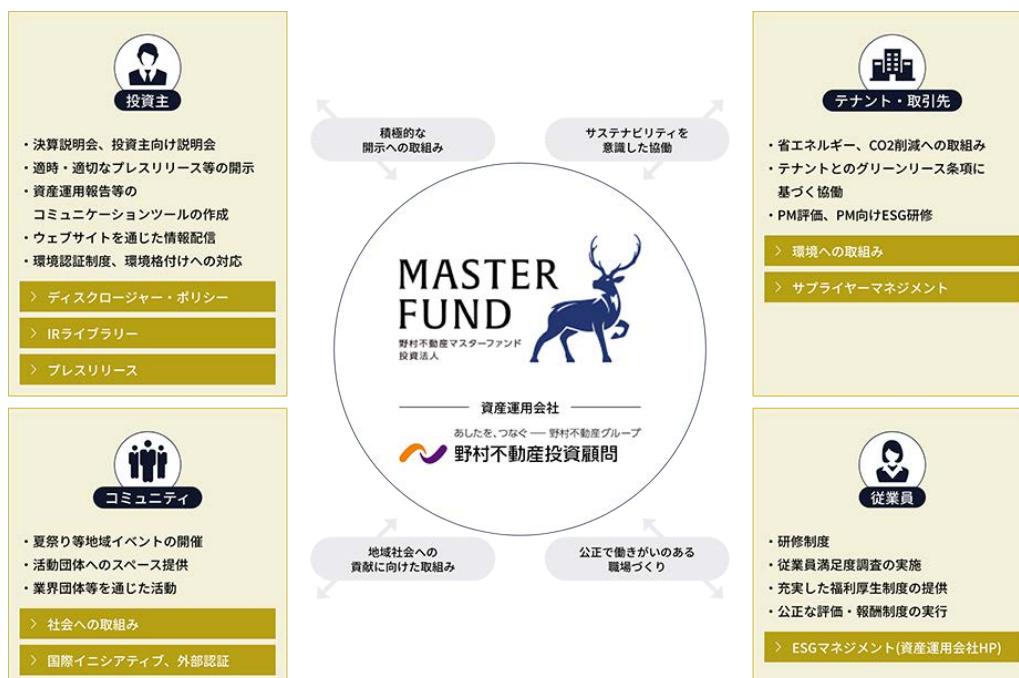 投資主
・決算説明会、投資主向け説明会
・適時・適切なプレスリリース等の開示
・資産運用報告等の
コミュニケーションツールの作成
・ウェブサイトを通じた情報配信
・環境認証制度、環境格付けへの対応
> ディスクロージャー・ポリシー
> IRライブラリー
> プレスリリース
積極的な
開示への取組み
サステナビリティを
意識した協働
テナント・取引先
・省エネルギー、CO2削減への取組み
・テナントとのグリーンリース条項に
基づく協働
・PM評価、PM向けESG研修
> 環境への取組み
> サプライヤーマネジメント
MASTER
FUND
野村不動産マスターファンド
投資法人
資産運用会社
あしたを、つなぐ — 野村不動産グループ
野村不動産投資顧問
コミュニティ
・夏祭り等地域イベントの開催
・活動団体へのスペース提供
・業界団体等を通じた活動
> 社会への取組み
> 国際イニシアティブ、外部認証
地域社会への
貢献に向けた取組み
公正で働きがいのある
職場づくり
従業員
・研修制度
・従業員満足度調査の実施
・充実した福利厚生制度の提供
・公正な評価・報酬制度の実行
> ESGマネジメント(資産運用会社HP)